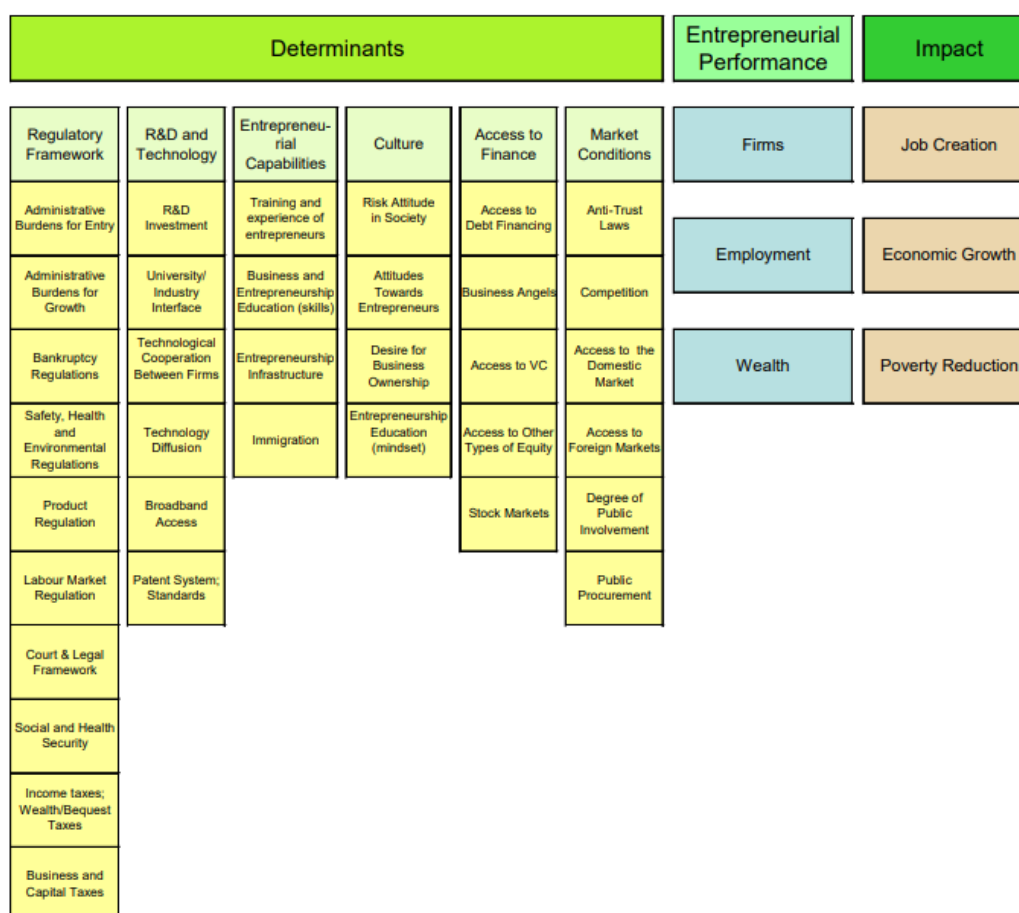 Determinants
Entrepreneurial
Performance
Impact
Regulatory
Framework
Administrative
Burdens for Entry
Administrative
Burdens for
Growth
Bankruptcy
Regulations
Safety, Health
and
Environmental
Regulations
Product
Regulation
Labour Market
Regulation
Court & Legal
Framework
Social and Health
Security
Income taxes;
Wealth/Bequest
Taxes
Business and
Capital Taxes
R&D and
Technology
R&D
Investment
University/
Industry
Interface
Technological
Cooperation
Between Firms
Technology
Diffusion
Broadband
Access
Patent System;
Standards
Entrepreneu-
rial
Capabilities
Training and
experience of
entrepreneurs
Business and
Entrepreneurship
Education (skills)
Entrepreneurship
Infrastructure
Immigration
Culture
Risk Attitude
in Society
Attitudes
Towards
Entrepreneurs
Desire for
Business
Ownership
Entrepreneurship
Education
(mindset)
Access to
Finance
Access to
Debt Financing
Business Angels
Access to VC
Access to Other
Types of Equity
Stock Markets
Market
Conditions
Anti-Trust
Laws
Competition
Access to the
Domestic
Market
Access to
Foreign Markets
Degree of
Public
Involvement
Public
Procurement
Firms
Employment
Wealth
Job Creation
Economic Growth
Poverty Reduction